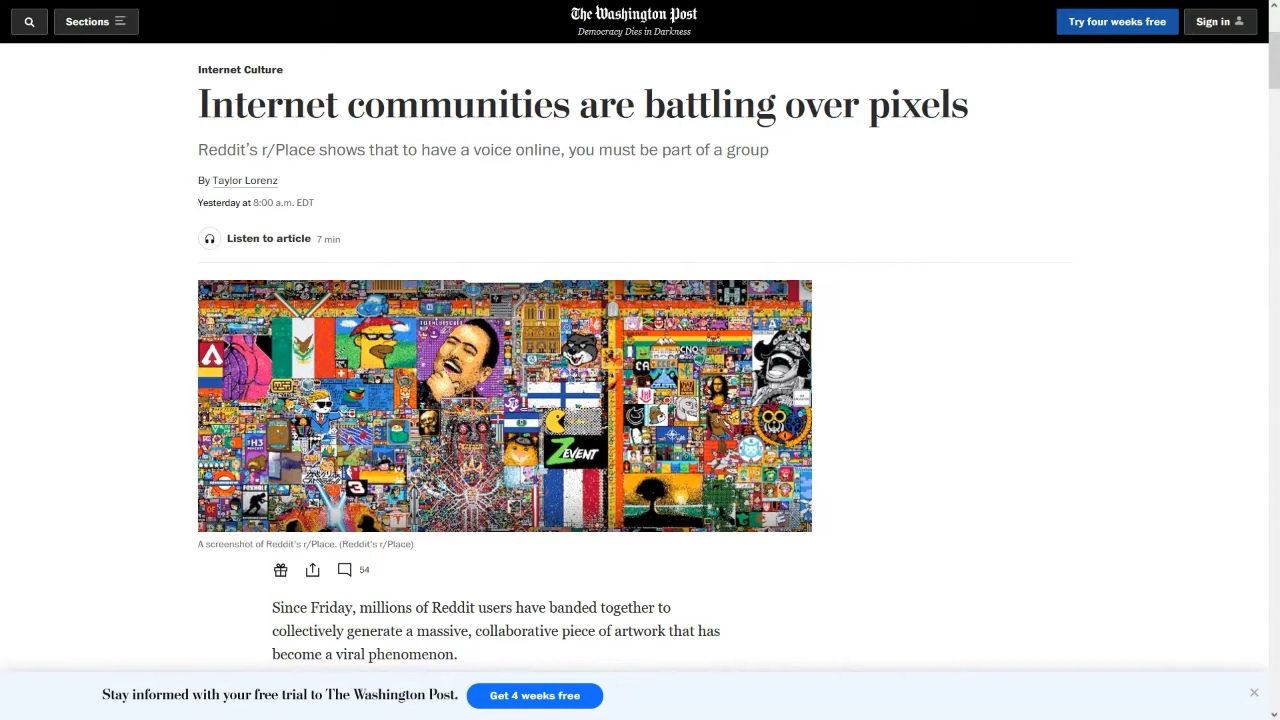 Sections
The Washington Post
Democracy Dies in Darkness
Try four weeks free
Sign in
Internet Culture
Internet communities are battling over pixels
Reddit's r/Place shows that to have a voice online, you must be part of a group
By Taylor Lorenz
Yesterday at 8:00 a.m. EDT
Listen to article 7 min
ZEVENT
A screenshot of Reddit's r/Place. (Reddit's r/Place)
54
Since Friday, millions of Reddit users have banded together to
collectively generate a massive, collaborative piece of artwork that has
become a viral phenomenon.
Stay informed with your free trial to The Washington Post.
Get 4 weeks free